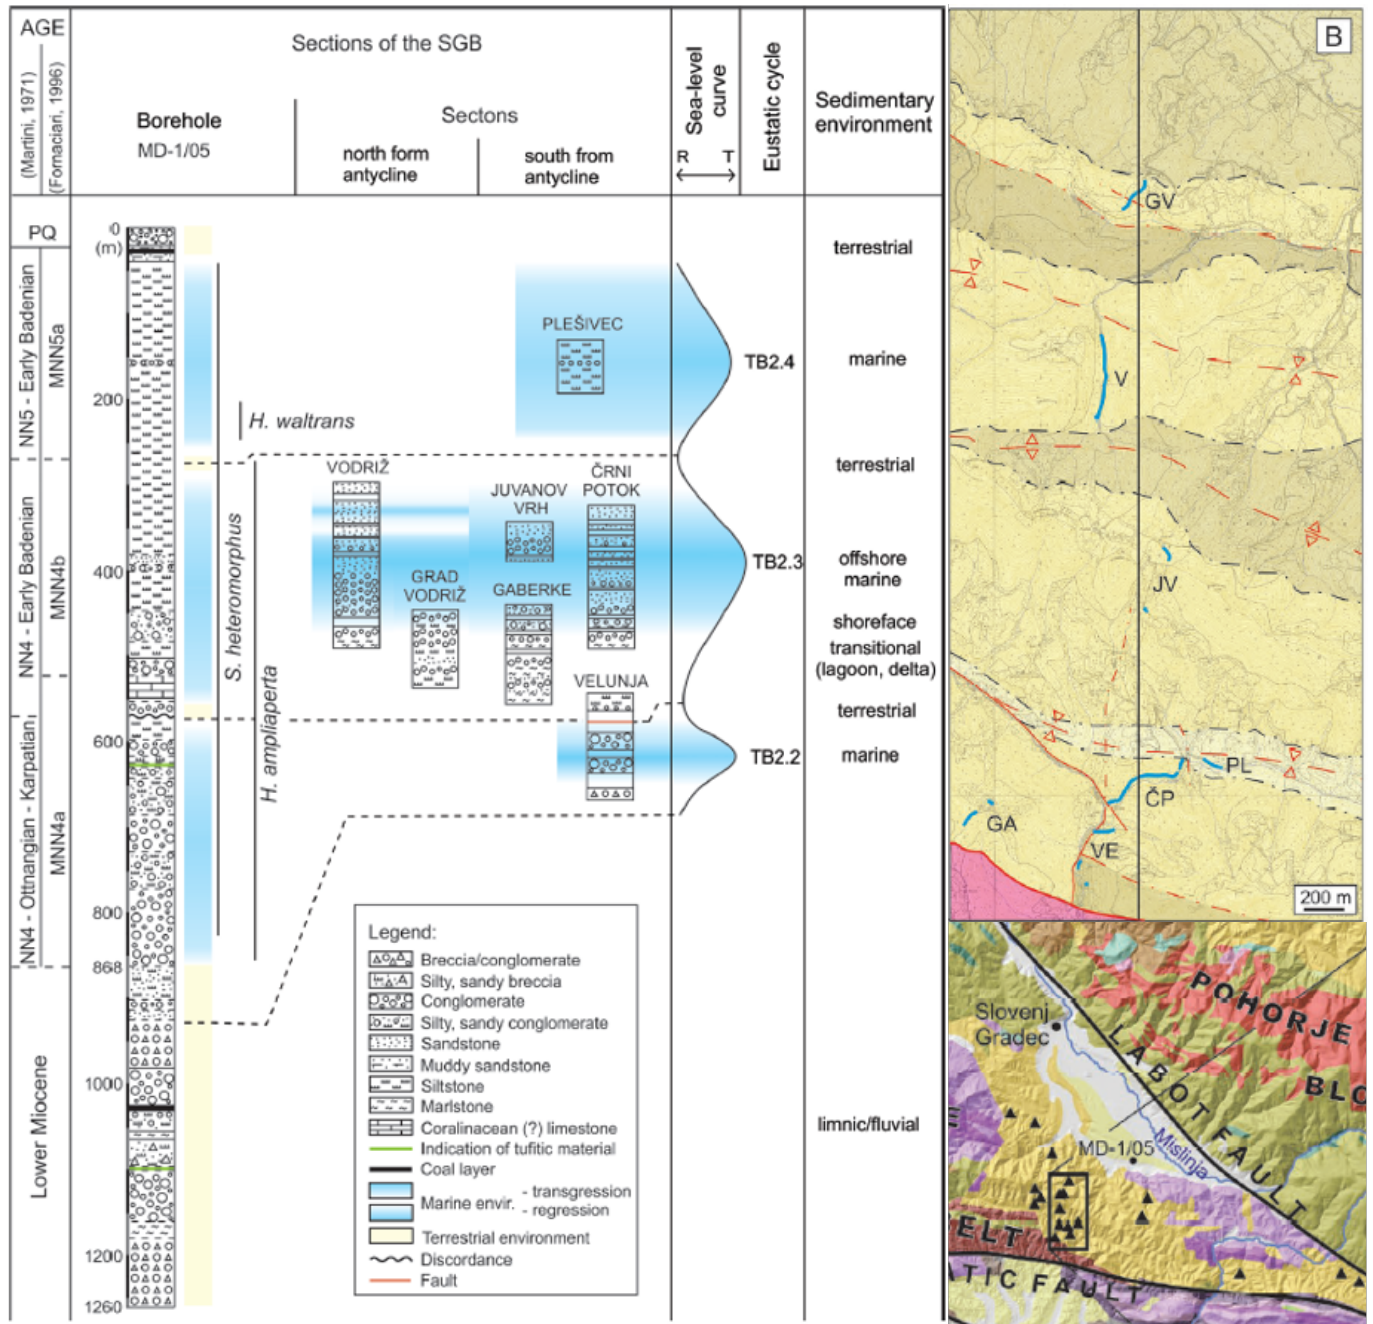 AGE
(Martini, 1971)
(Fornaciari, 1996)
Sections of the SGB
Borehole
MD-1/05
Sectons
north form
antycline
south from
antycline
Sea-level
curve
R T
Eustatic cycle
Sedimentary
environment
PQ
NN5 - Early Badenian
MNN5a
NN4 - Early Badenian
MNN4b
NN4 - Ottnangian - Karpatian
MNN4a
Lower Miocene
0
(m)
200
400
600
800
868
1000
1200
1260
H. waltrans
S. heteromorphus
H. ampliaperta
PLEŠIVEC
VODRIŽ
GRAD
VODRIŽ
JUVANOV
VRH
GABERKE
ČRNI
POTOK
VELUNJA
TB2.4
TB2.3
TB2.2
terrestrial
marine
terrestrial
offshore
marine
shoreface
transitional
(lagoon, delta)
terrestrial
marine
limnic/fluvial
Legend:
Breccia/conglomerate
Silty, sandy breccia
Conglomerate
Silty, sandy conglomerate
Sandstone
Muddy sandstone
Siltstone
Marlstone
Coralinacean (?) limestone
Indication of tufitic material
Coal layer
Marine envir. - transgression
- regression
Terrestrial environment
Discordance
Fault
B
GV
V
JV
PL
ČP
GA
VE
200 m
Slovenj
Gradec
POHORJE
BLO
LABOT FAULT
MD-1/05
Mislinja
E
ELT
TIC FAULT